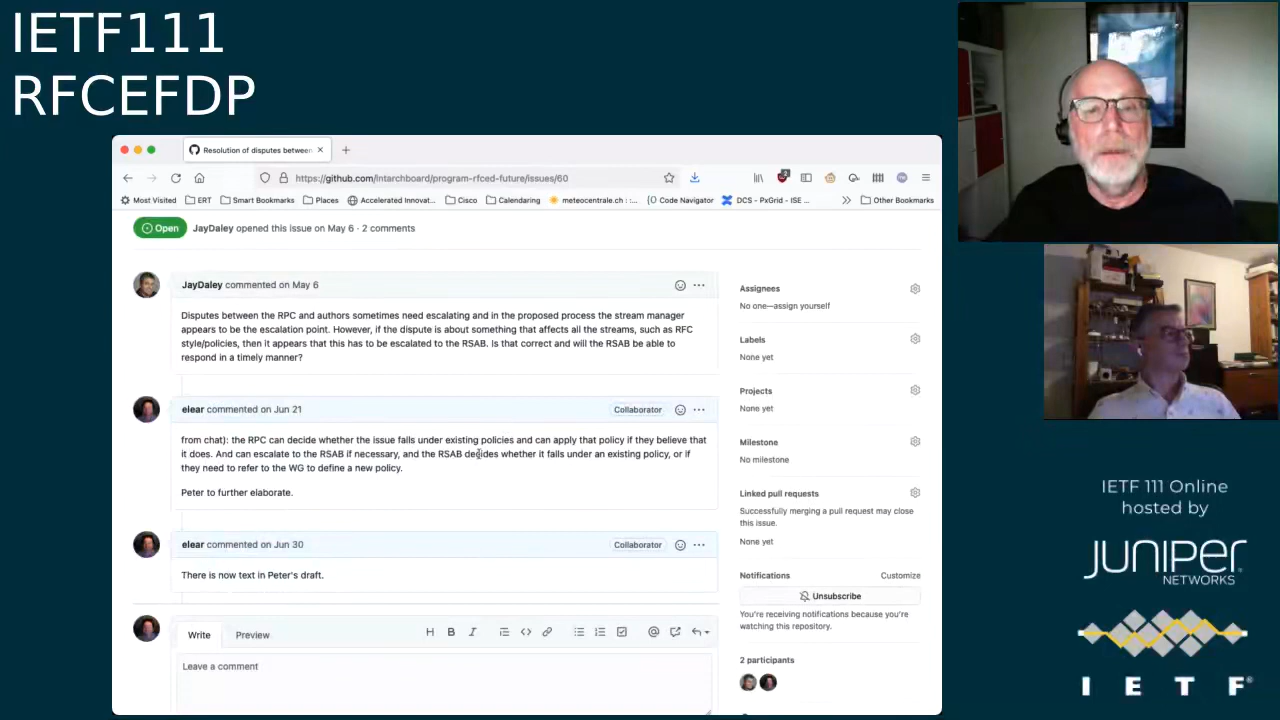 IETF111
RFCEFDP
Resolution of disputes between
https://github.com/intarchboard/program-rfced-future/issues/60
2
Most Visited
ERT
Smart Bookmarks
Places
Accelerated Innovat...
Cisco
Calendaring
meteocentrale.ch : :...
Code Navigator
DCS - PxGrid - ISE ...
Other Bookmarks
Open
JayDaley opened this issue on May 6 · 2 comments
JayDaley commented on May 6
Disputes between the RPC and authors sometimes need escalating and in the proposed process the stream manager
appears to be the escalation point. However, if the dispute is about something that affects all the streams, such as RFC
style/policies, then it appears that this has to be escalated to the RSAB. Is that correct and will the RSAB be able to
respond in a timely manner?
elear commented on Jun 21
Collaborator
from chat): the RPC can decide whether the issue falls under existing policies and can apply that policy if they believe that
it does. And can escalate to the RSAB if necessary, and the RSAB decides whether it falls under an existing policy, or if
they need to refer to the WG to define a new policy.
Peter to further elaborate.
elear commented on Jun 30
Collaborator
There is now text in Peter's draft.
Write
Preview
H B I
Leave a comment
Assignees
No one—assign yourself
Labels
None yet
Projects
None yet
Milestone
No milestone
Linked pull requests
Successfully merging a pull request may close
this issue.
None yet
Notifications
Customize
Unsubscribe
You're receiving notifications because you're
watching this repository.
2 participants
IETF 111 Online
hosted by
JUNIPER
NETWORKS
I E T F®